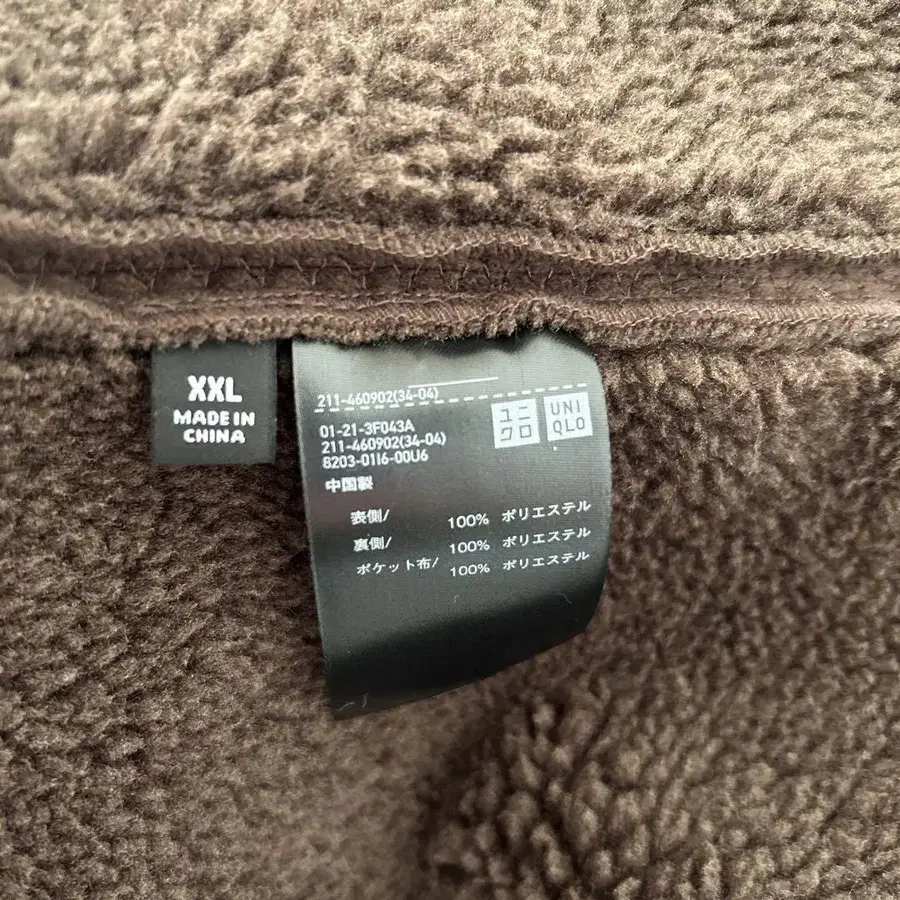 XXL
MADE IN
CHINA
211-460902(34-04)
ユニ
クロ
UNI
QLO
01-21-3F043A
211-460902(34-04)
8203-01I6-00U6
中国製
表側/ 100% ポリエステル
裏側/ 100% ポリエステル
ポケット布/ 100% ポリエステル